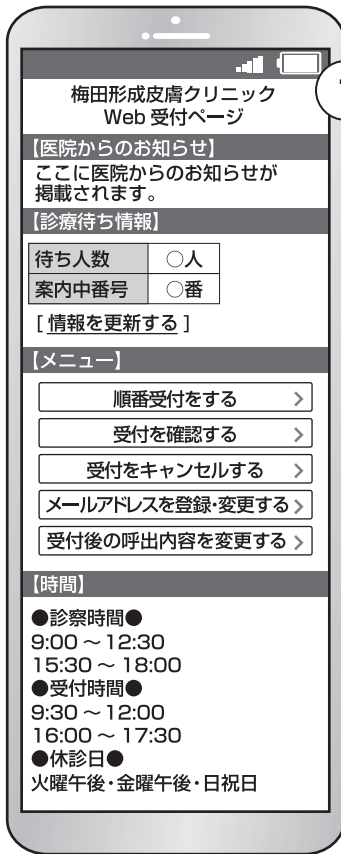 梅田形成皮膚クリニック
Web 受付ページ
【医院からのお知らせ】
ここに医院からのお知らせが
掲載されます。
【診療待ち情報】
待ち人数 ○人
案内中番号 ○番
[ 情報を更新する ]
【メニュー】
順番受付をする >
受付を確認する >
受付をキャンセルする >
メールアドレスを登録・変更する >
受付後の呼出内容を変更する >
【時間】
●診察時間●
9:00 ～ 12:30
15:30 ～ 18:00
●受付時間●
9:30 ～ 12:00
16:00 ～ 17:30
●休診日●
火曜午後・金曜午後・日祝日